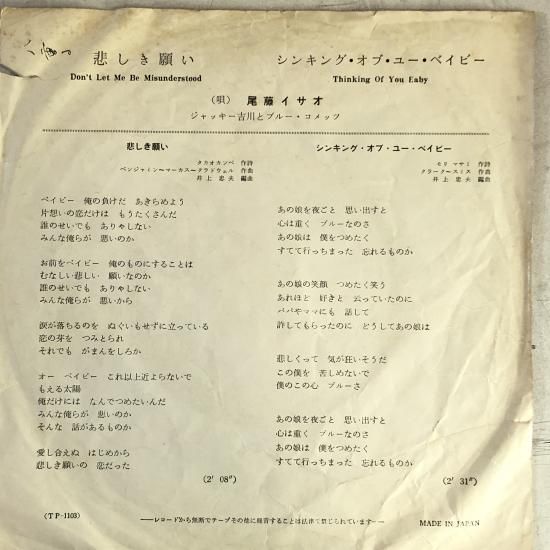 悲しき願い
Don't Let Me Be Misunderstood
シンキング・オブ・ユー・ベイビー
Thinking Of You Baby
(唄) 尾藤イサオ
ジャッキー吉川とブルー・コメッツ
悲しき願い
タカオカンベ 作詩
ベンジャミン〜マーカス〜クラドウェル 作曲
井上忠夫 編曲
ベイビー 俺の負けだ あきらめよう
片想いの恋だけは もうたくさんだ
誰のせいでも ありゃしない
みんな俺らが 悪いのか
お前をベイビー 俺のものにすることは
むなしい悲しい 願いなのか
誰のせいでも ありゃしない
みんな俺らが 悪いから
涙が落ちるのを ぬぐいもせずに立っている
恋の芽を つみとられ
それでも がまんをしろか
オー ベイビー これ以上近よらないで
もえる太陽
俺だけには なんでつめたいんだ
みんな俺らが 悪いのか
そんな 話があるものか
愛し合えぬ はじめから
悲しき願いの 恋だった
(2′ 08″)
シンキング・オブ・ユー・ベイビー
モリ マサミ 作詩
クラーク〜スミス 作曲
井上忠夫 編曲
あの娘を夜ごと 思い出すと
心は重く ブルーなのさ
あの娘は 僕をつめたく
すてて行っちまった 忘れるものか
あの娘の笑顔 つめたく笑う
あれほど 好きと 云っていたのに
パパやママにも 話して
許してもらったのに どうしてあの娘は
悲しくって 気が狂いそうだ
この僕を 苦しめないで
僕のこの心 ブルーさ
あの娘を夜ごと 思い出すと
心は重く ブルーなのさ
あの娘は 僕をつめたく
すてて行っちまった 忘れるものか
(2′ 31″)
(TP-1103)
——レコードから無断でテープその他に録音することは法律で禁じられています——
MADE IN JAPAN